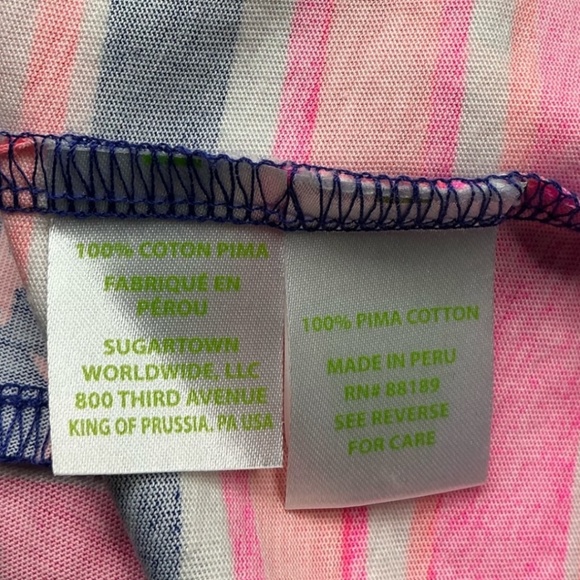 100% COTON PIMA
FABRIQUÉ EN
PÉROU
SUGARTOWN
WORLDWIDE, LLC
800 THIRD AVENUE
KING OF PRUSSIA, PA USA
100% PIMA COTTON
MADE IN PERU
RN# 88189
SEE REVERSE
FOR CARE